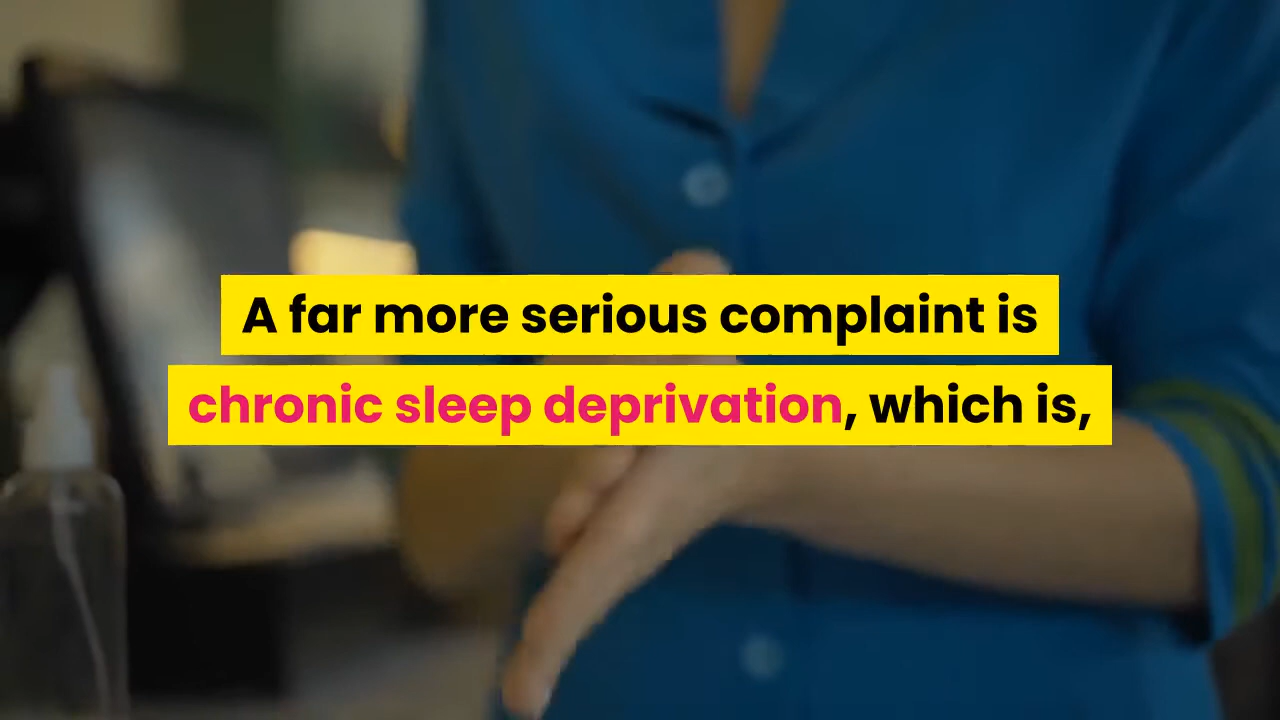 A far more serious complaint is
chronic sleep deprivation, which is,